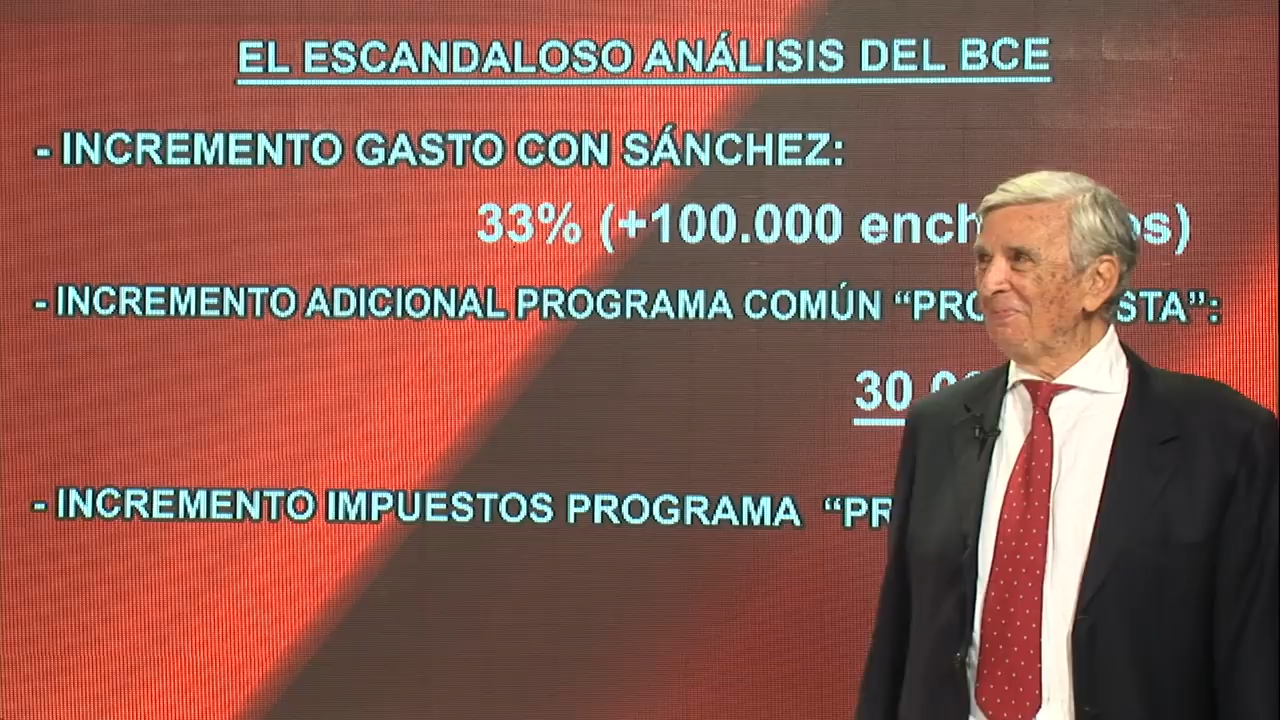 EL ESCANDALOSO ANÁLISIS DEL BCE
- INCREMENTO GASTO CON SÁNCHEZ:
33% (+100.000
- INCREMENTO ADICIONAL PROGRAMA COMÚN
- INCREMENTO IMPUESTOS PROGRAMA